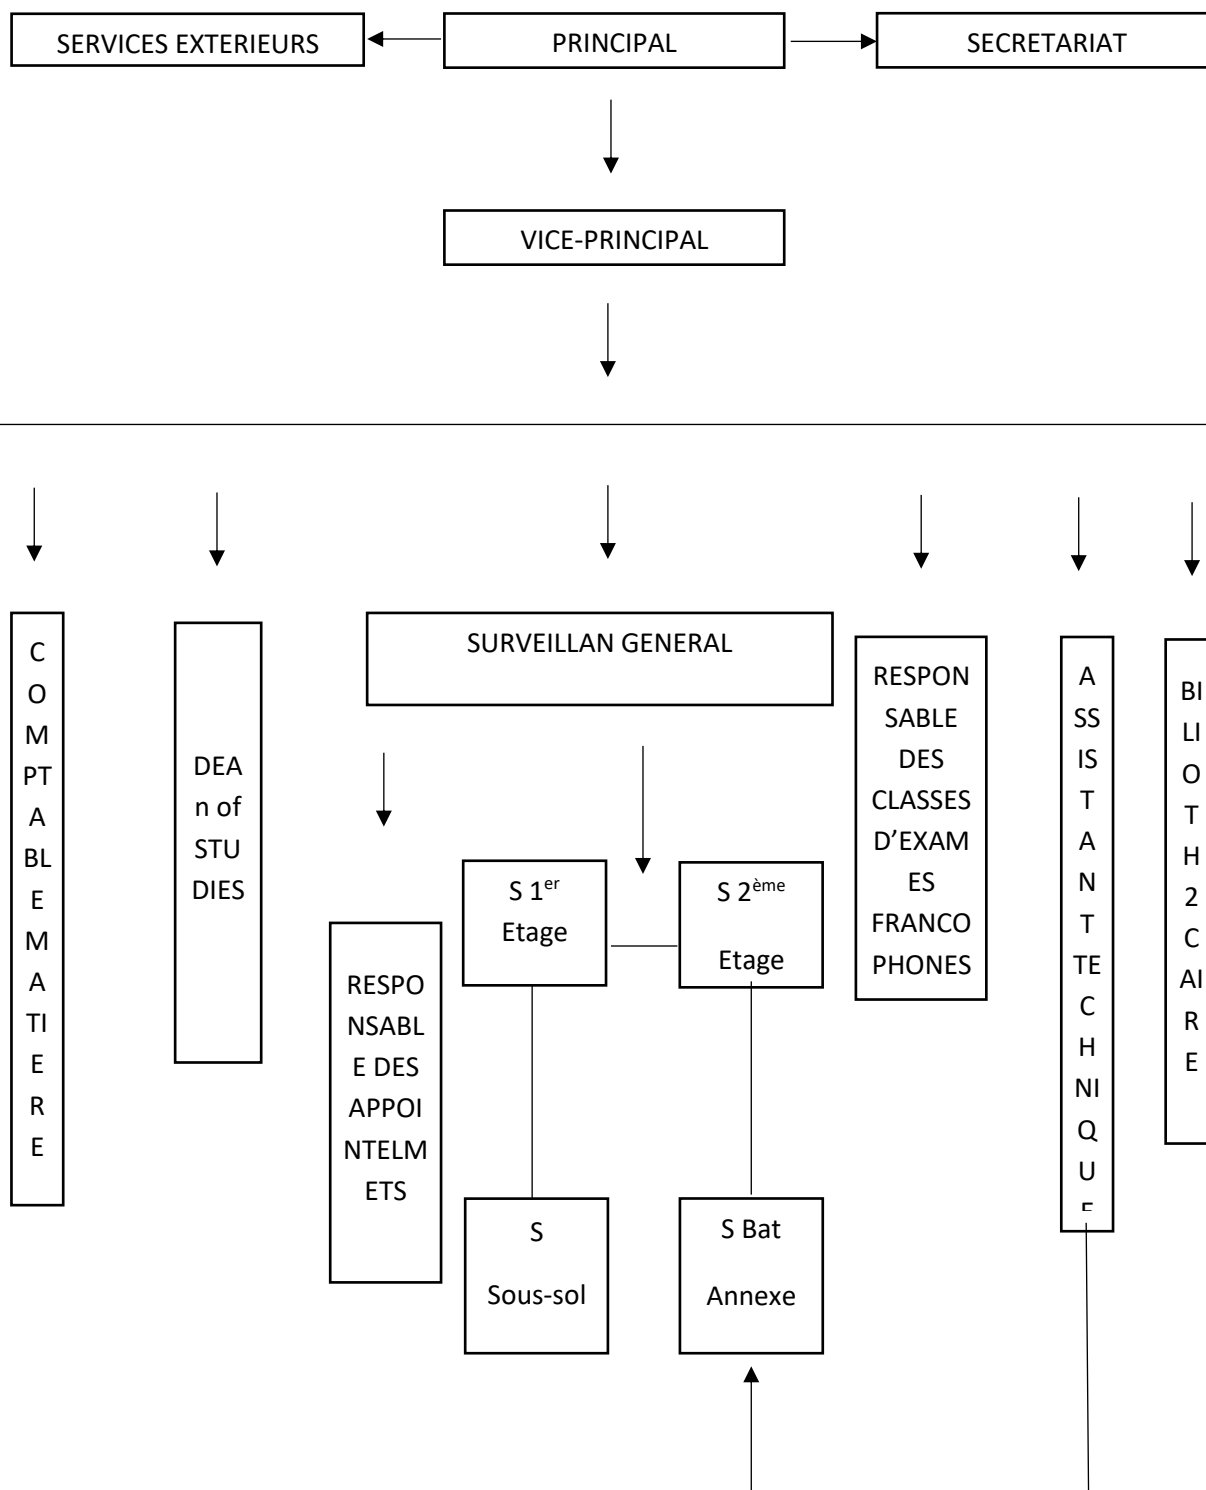 SERVICES EXTERIEURS
PRINCIPAL
SECRETARIAT
VICE-PRINCIPAL
C
O
M
PT
A
BL
E
M
A
TI
E
R
E
DEA
n of
STU
DIES
SURVEILLAN GENERAL
RESPO
NSABL
E DES
APPOI
NTELM
ETS
S 1er
Etage
S 2ème
Etage
S
Sous-sol
S Bat
Annexe
RESPON
SABLE
DES
CLASSES
D’EXAM
ES
FRANCO
PHONES
A
SS
IS
T
A
N
T
TE
C
H
NI
Q
U
E
BI
LI
O
T
H
2
C
AI
R
E